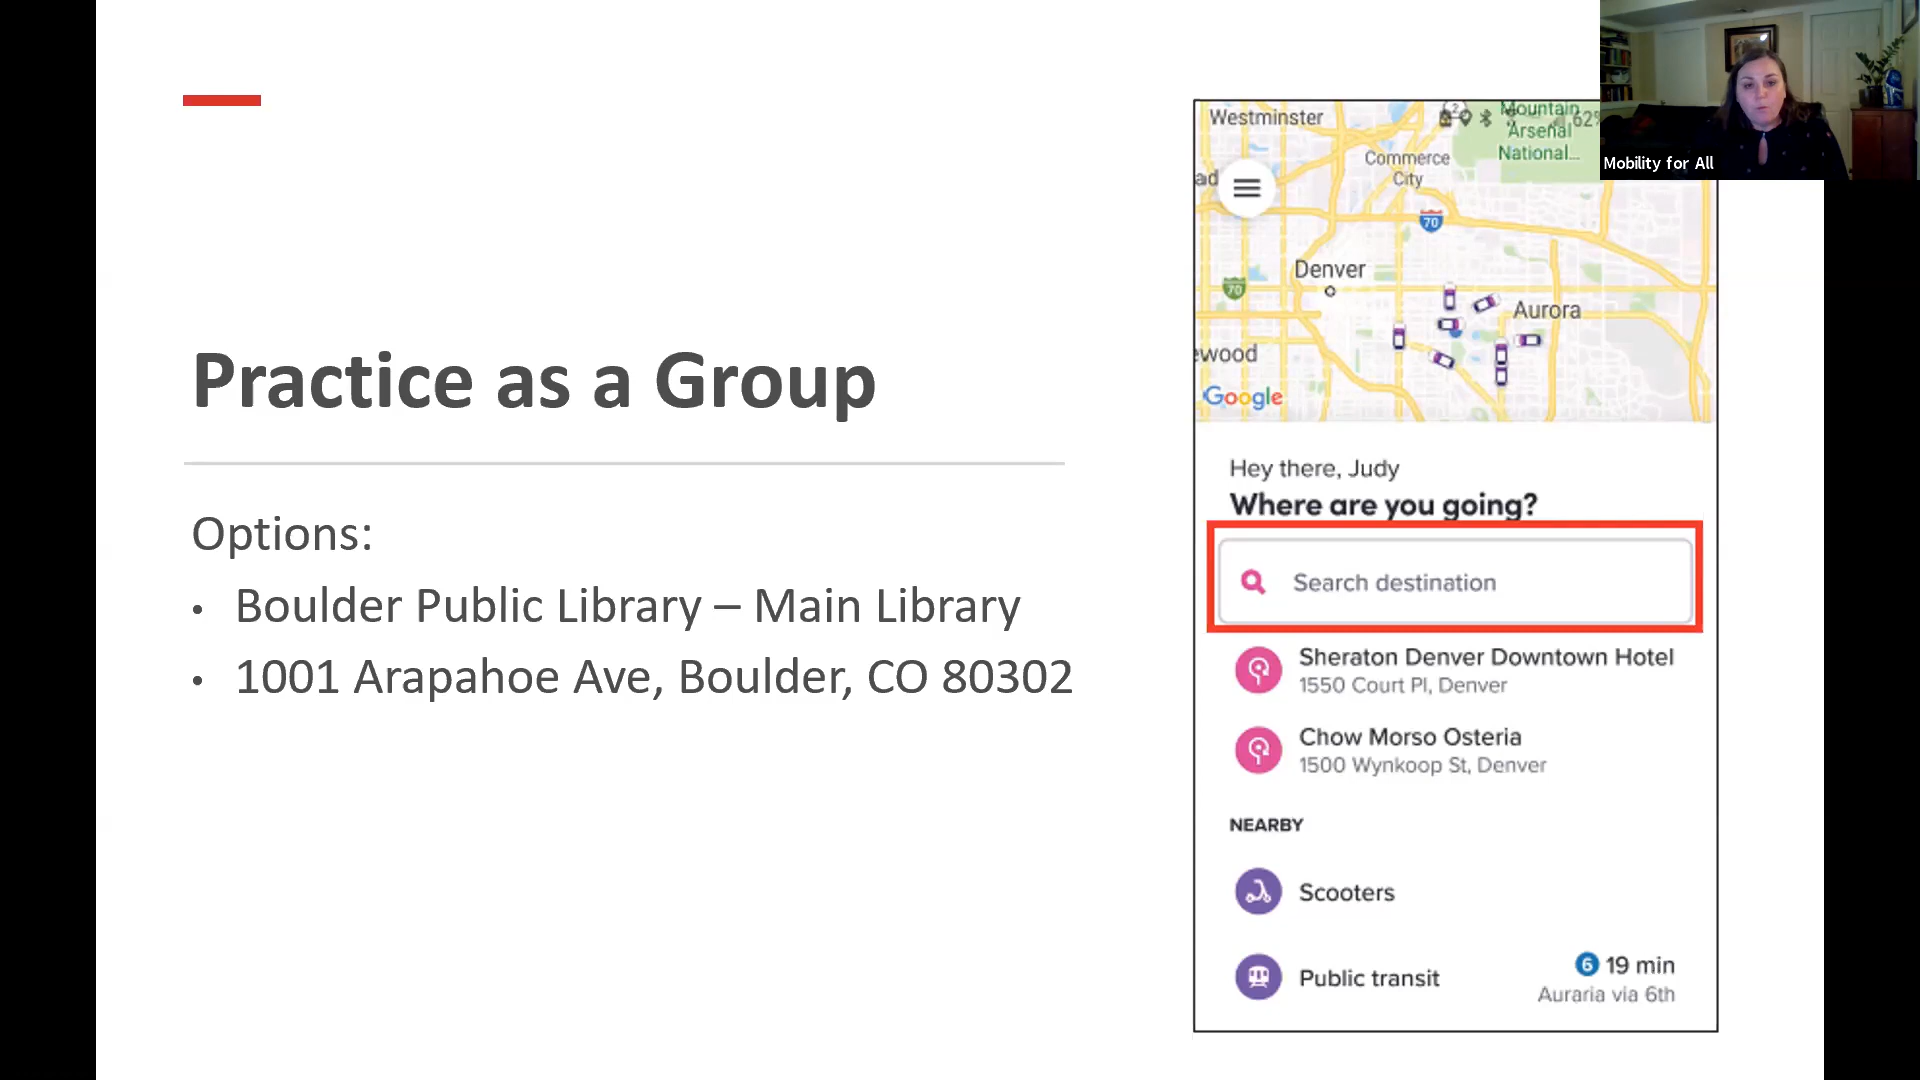 Practice as a Group
Options:
• Boulder Public Library – Main Library
• 1001 Arapahoe Ave, Boulder, CO 80302
Westminster
Mountain
Arsenal
National...
62%
Commerce
City
ad
70
Denver
70
Aurora
ewood
Google
Hey there, Judy
Where are you going?
Search destination
Sheraton Denver Downtown Hotel
1550 Court Pl, Denver
Chow Morso Osteria
1500 Wynkoop St, Denver
NEARBY
Scooters
Public transit
6 19 min
Auraria via 6th
Mobility for All